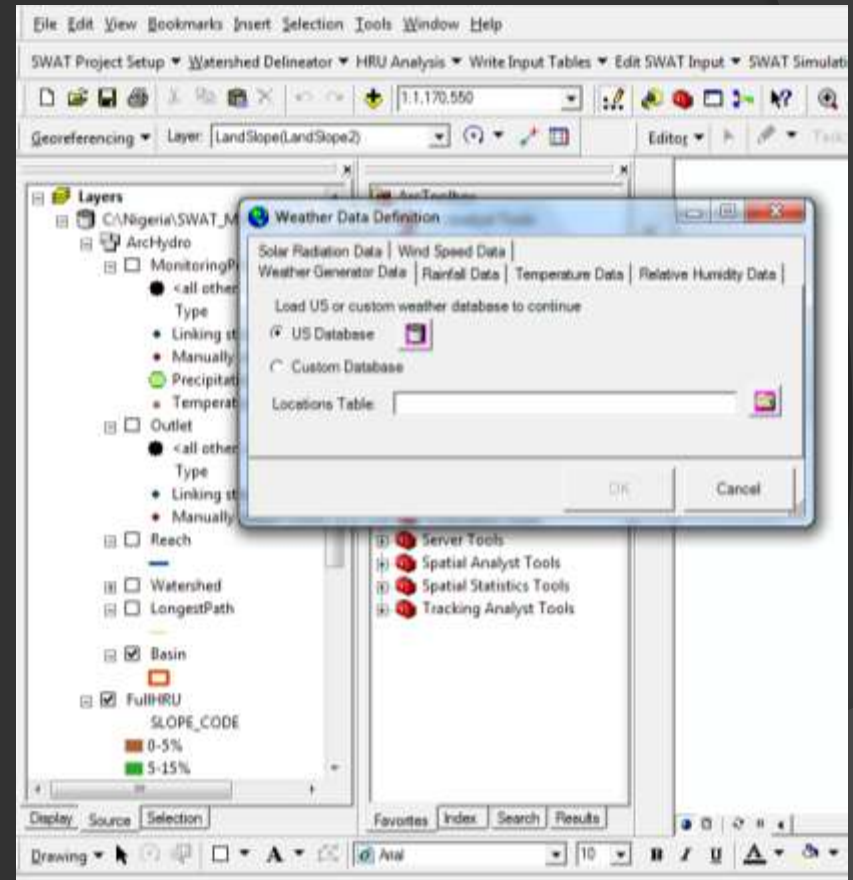 File Edit View Bookmarks Insert Selection Tools Window Help
SWAT Project Setup Watershed Delineator HRU Analysis Write Input Tables Edit SWAT Input SWAT Simulati
1:1,170,550
Georeferencing Layer: LandSlope(LandSlope2) Editor
Layers
C:\Nigeria\SWAT_M
ArcHydro
MonitoringP
<all other
Type
Linking st
Manually
Precipitati
Temperat
Outlet
<all other
Type
Linking st
Manually
Reach
Watershed
LongestPath
Basin
FullHRU
SLOPE_CODE
0-5%
5-15%
Display Source Selection
ArcToolbox
Weather Data Definition
Solar Radiation Data Wind Speed Data
Weather Generator Data Rainfall Data Temperature Data Relative Humidity Data
Load US or custom weather database to continue
US Database
Custom Database
Locations Table:
OK Cancel
Server Tools
Spatial Analyst Tools
Spatial Statistics Tools
Tracking Analyst Tools
Favorites Index Search Results
Drawing A Arial 10 B I U A